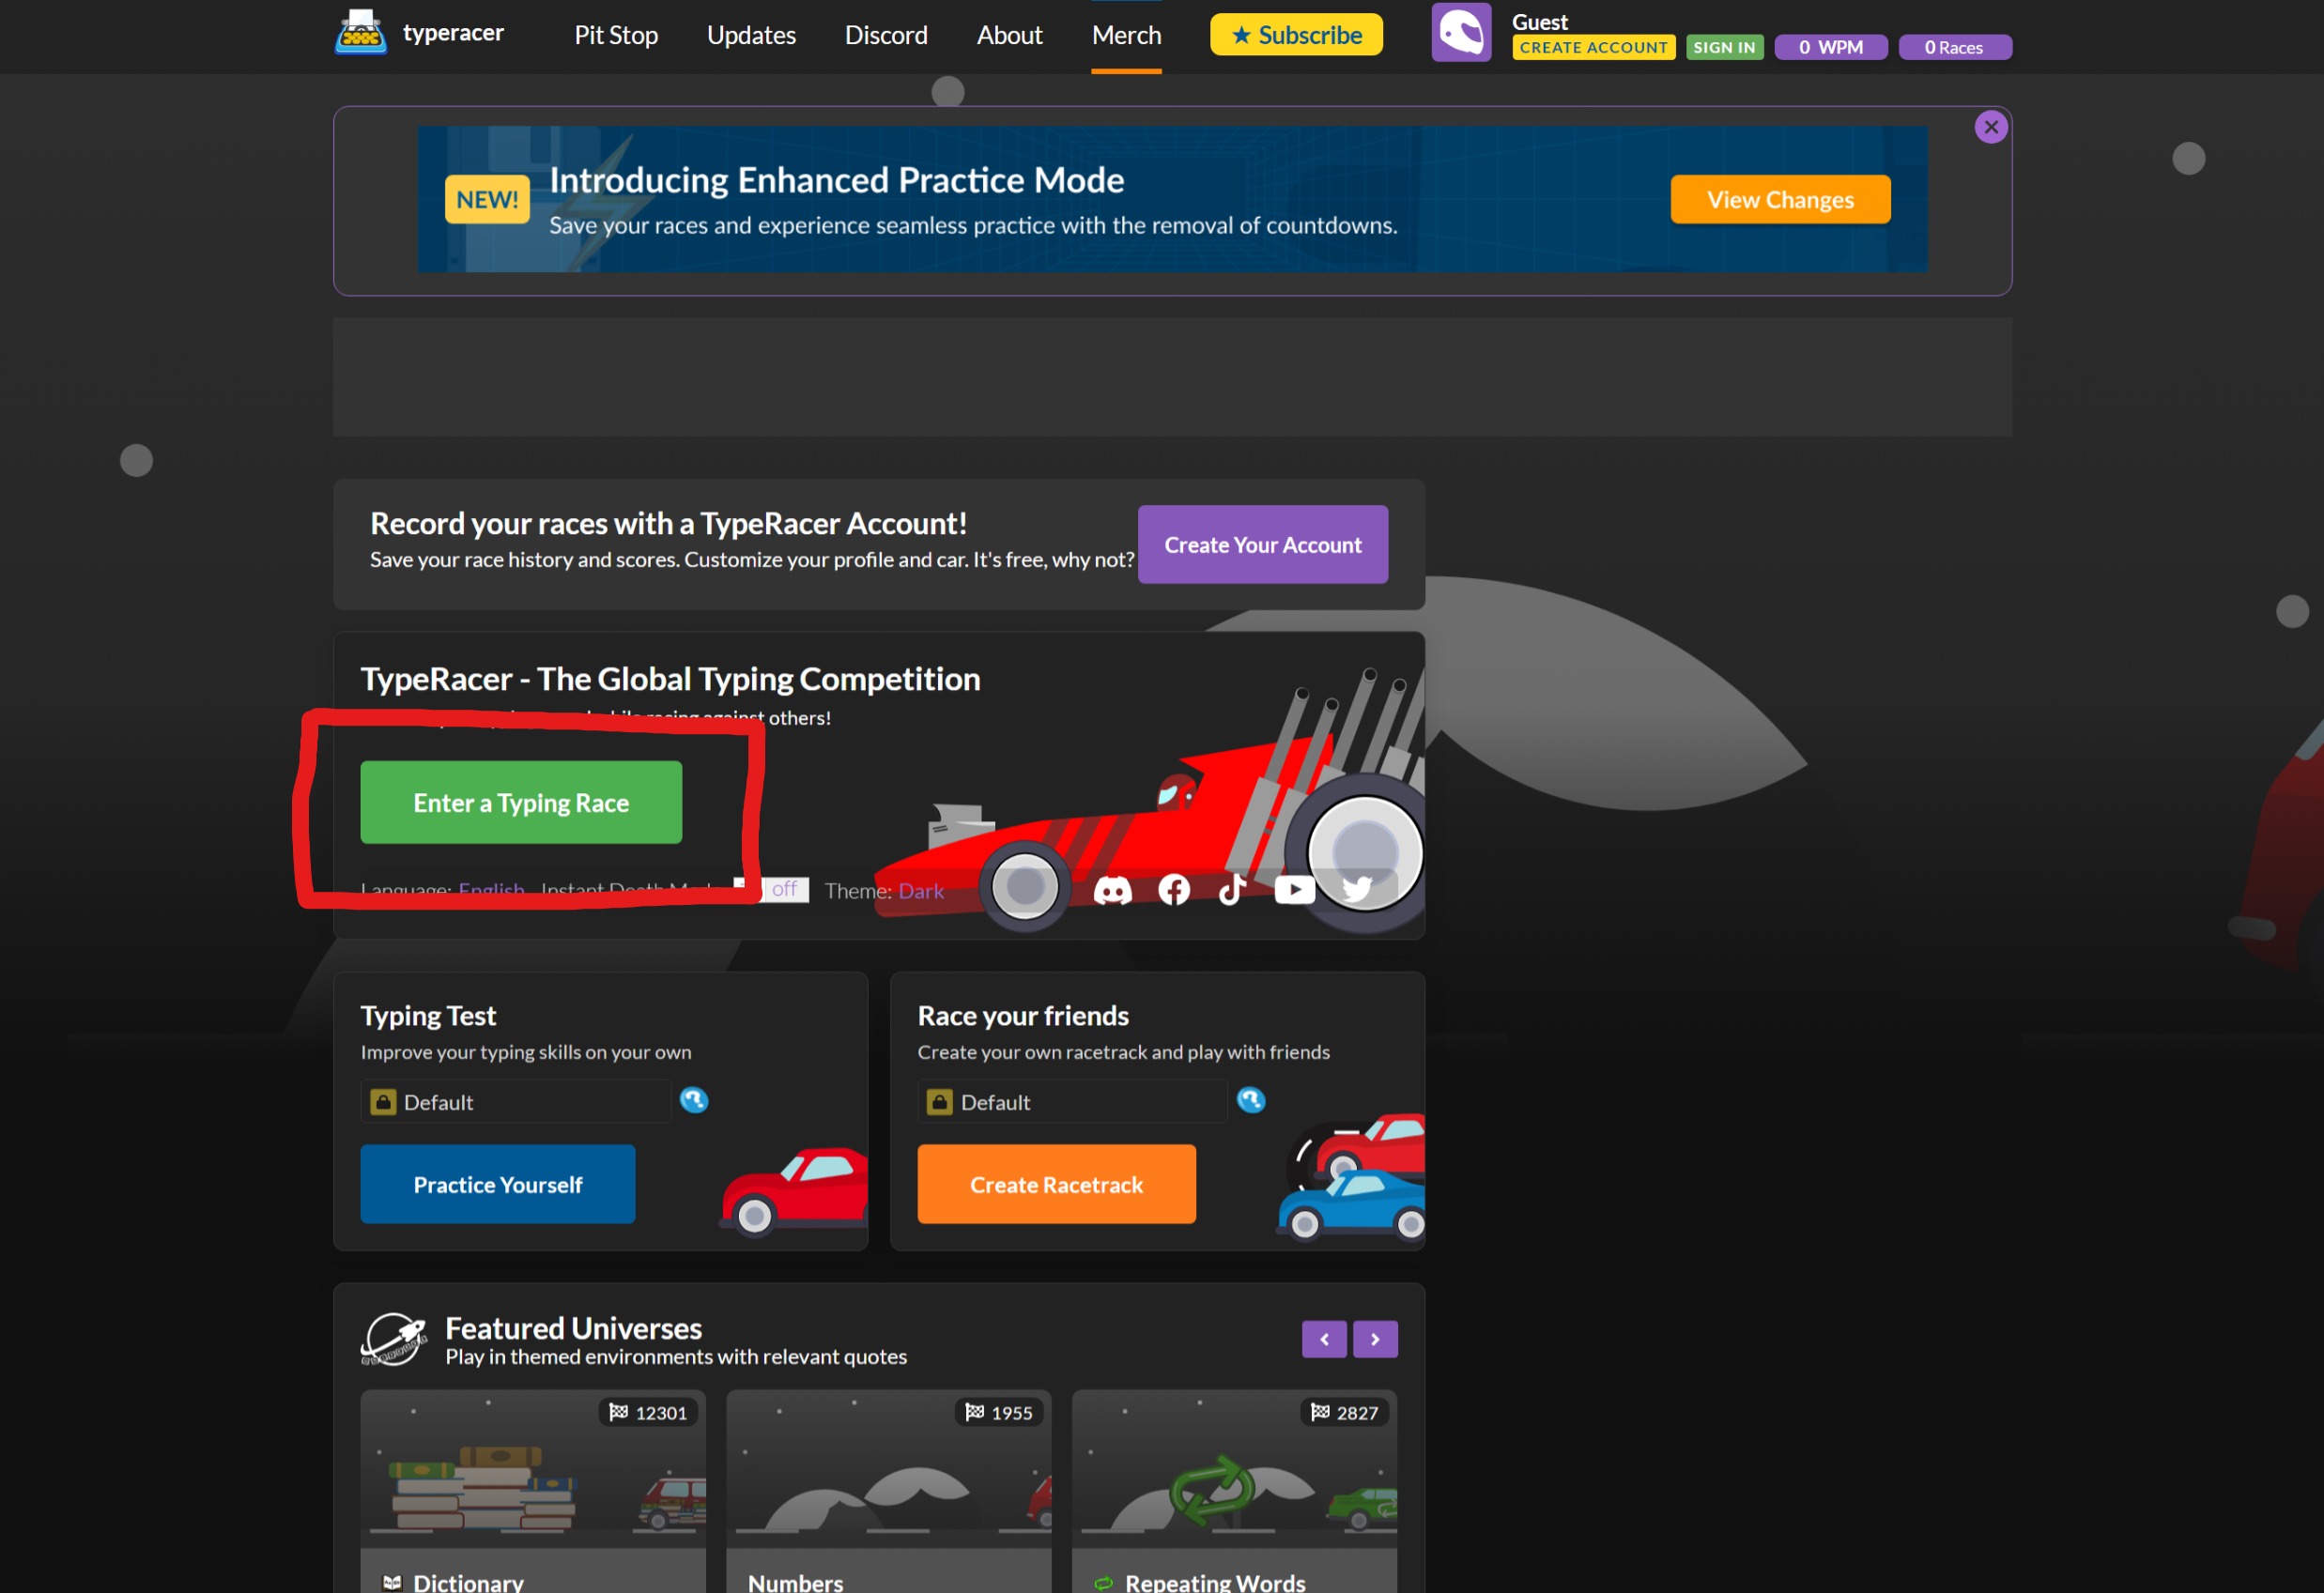 typeracer
Pit Stop Updates Discord About Merch
★ Subscribe
Guest
CREATE ACCOUNT SIGN IN 0 WPM 0 Races
NEW!
Introducing Enhanced Practice Mode
Save your races and experience seamless practice with the removal of countdowns.
View Changes
Record your races with a TypeRacer Account!
Save your race history and scores. Customize your profile and car. It's free, why not?
Create Your Account
TypeRacer - The Global Typing Competition
racing against others!
Enter a Typing Race
Language: English Instant Death off Theme: Dark
Typing Test
Improve your typing skills on your own
Default
Practice Yourself
Race your friends
Create your own racetrack and play with friends
Default
Create Racetrack
Featured Universes
Play in themed environments with relevant quotes
12301
1955
2827
Dictionary
Numbers
Repeating Words